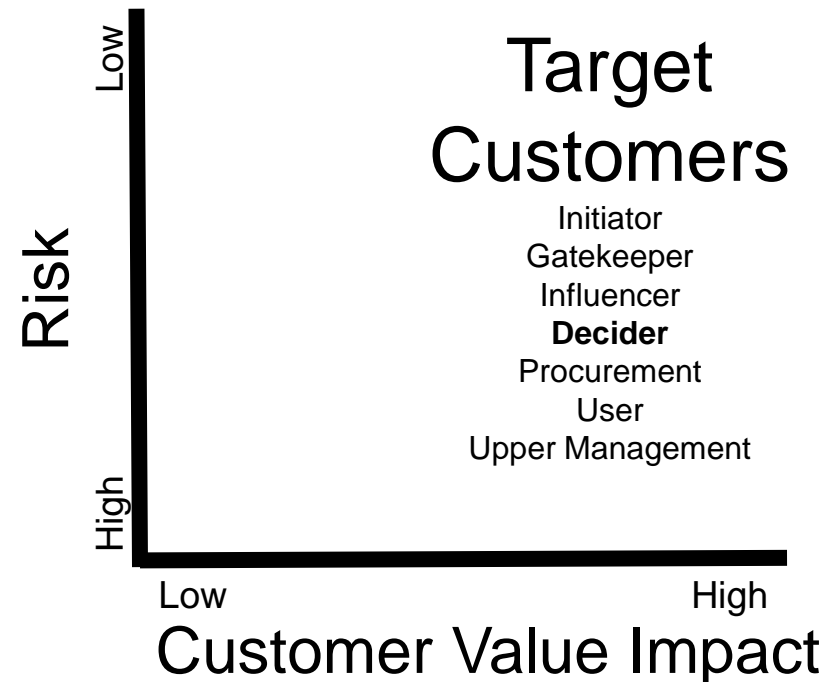 Low
Risk
High
Target
Customers
Initiator
Gatekeeper
Influencer
Decider
Procurement
User
Upper Management
Low
High
Customer Value Impact